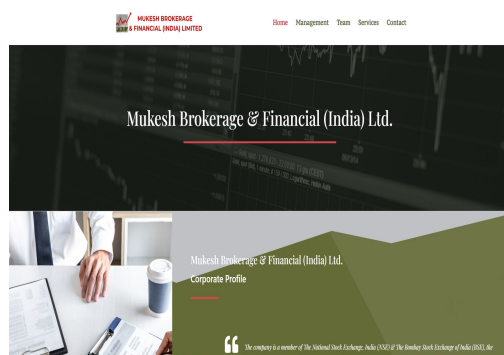 MUKESH BROKERAGE
& FINANCIAL (INDIA) LIMITED
Home Management Team Services Contact
Mukesh Brokerage & Financial (India) Ltd.
Mukesh Brokerage & Financial (India) Ltd.
Corporate Profile
The company is a member of The National Stock Exchange, India (NSE) & The Bombay Stock Exchange of India (BSE), the